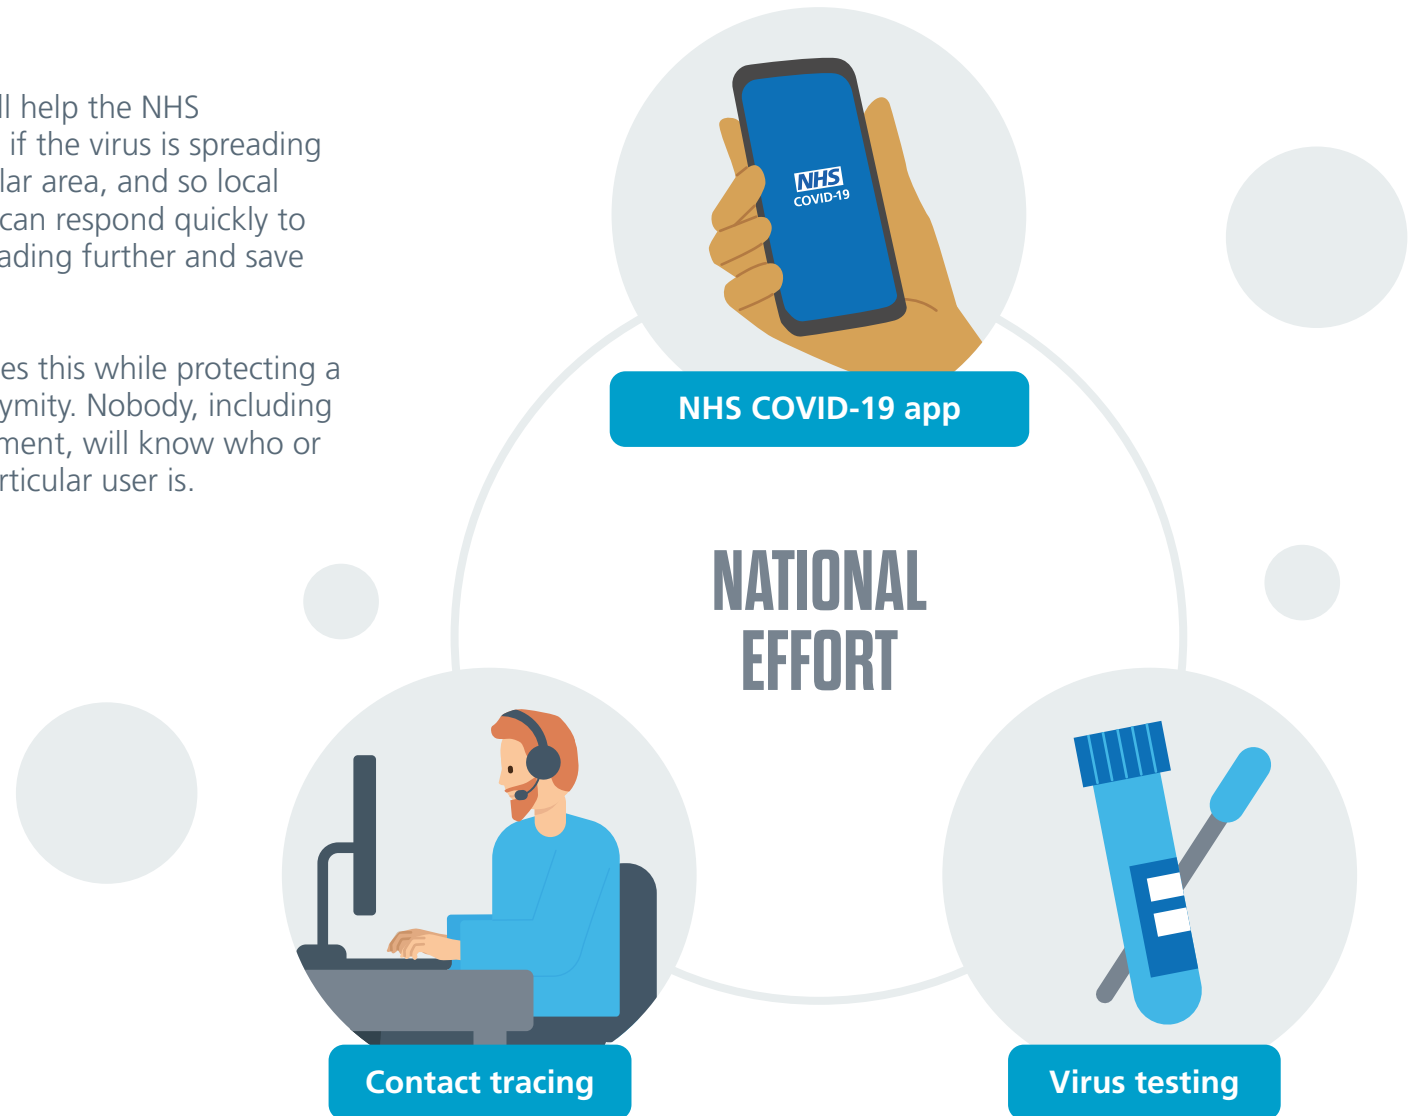 ll help the NHS
if the virus is spreading
lar area, and so local
can respond quickly to
ading further and save
es this while protecting a
ymity. Nobody, including
ment, will know who or
rticular user is.
NHS
COVID-19
NHS COVID-19 app
NATIONAL
EFFORT
Contact tracing
Virus testing